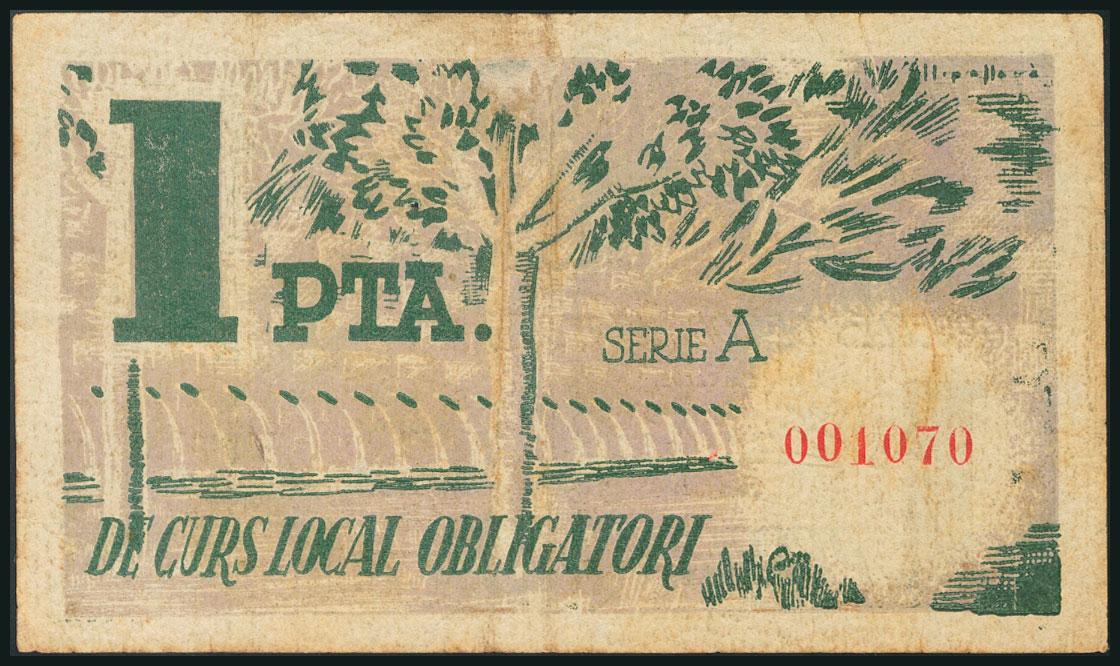 1 PTA.
SERIE A
001070
DE CURS LOCAL OBLIGATORI